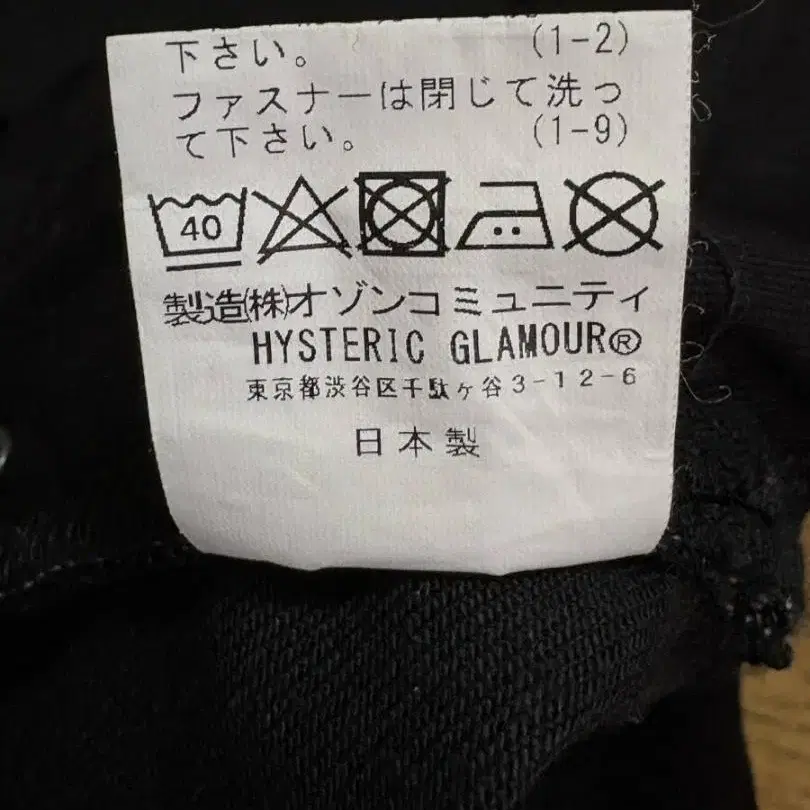 下さい。 (1-2)
ファスナーは閉じて洗っ
て下さい。 (1-9)
40
製造(株)オゾンコミュニティ
HYSTERIC GLAMOUR®
東京都渋谷区千駄ヶ谷3-12-6
日本製